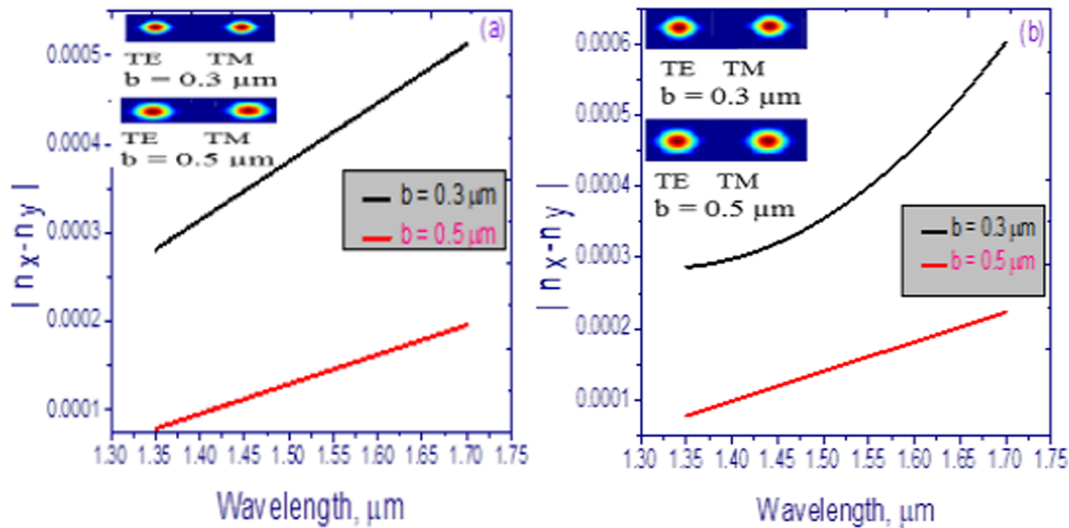 (a)
TE TM
b = 0.3 µm
TE TM
b = 0.5 µm
b = 0.3 µm
b = 0.5 µm
| nx-ny |
0.0005
0.0004
0.0003
0.0002
0.0001
1.30 1.35 1.40 1.45 1.50 1.55 1.60 1.65 1.70 1.75
Wavelength, µm
(b)
TE TM
b = 0.3 µm
TE TM
b = 0.5 µm
b = 0.3 µm
b = 0.5 µm
| nx-ny |
0.0006
0.0005
0.0004
0.0003
0.0002
0.0001
1.30 1.35 1.40 1.45 1.50 1.55 1.60 1.65 1.70 1.75
Wavelength, µm